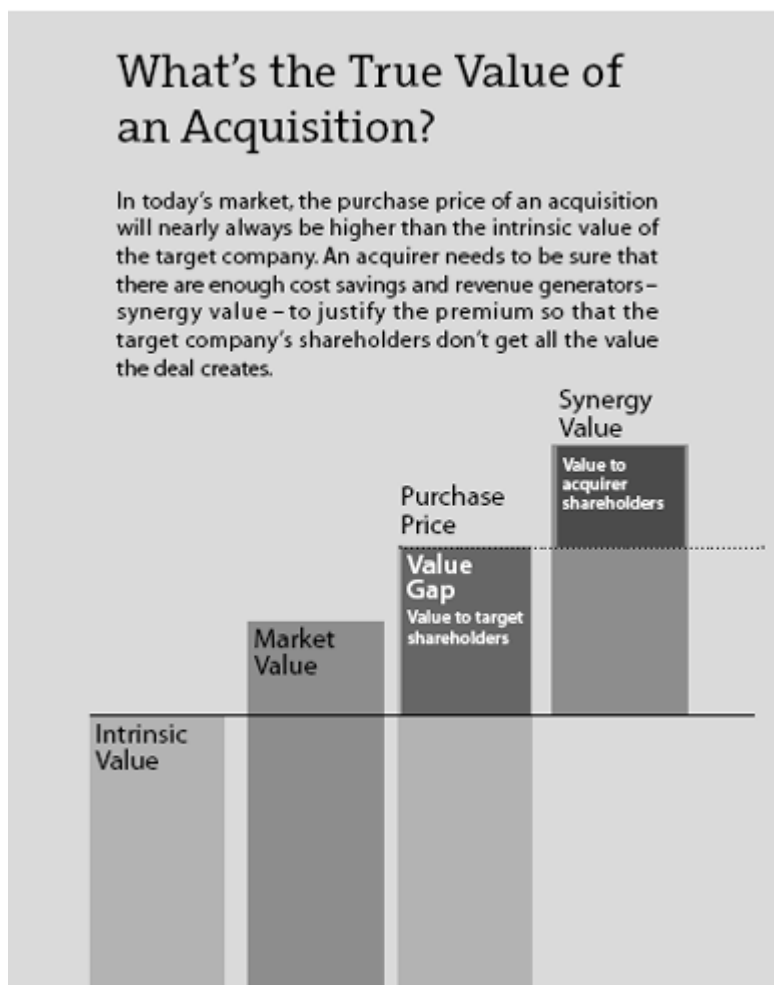 What's the True Value of
an Acquisition?
In today's market, the purchase price of an acquisition
will nearly always be higher than the intrinsic value of
the target company. An acquirer needs to be sure that
there are enough cost savings and revenue generators–
synergy value – to justify the premium so that the
target company's shareholders don't get all the value
the deal creates.
Synergy
Value
Value to
acquirer
shareholders
Purchase
Price
Value
Gap
Value to target
shareholders
Market
Value
Intrinsic
Value